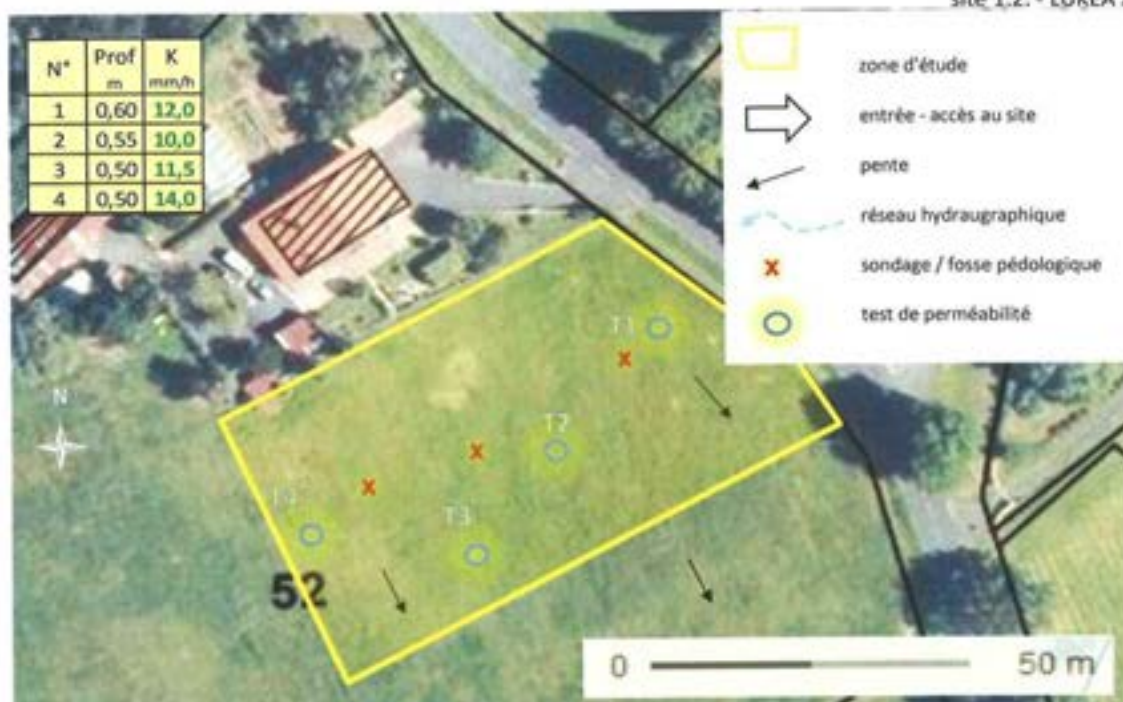 N° Prof m K mm/h
1 0,60 12,0
2 0,55 10,0
3 0,50 11,5
4 0,50 14,0
zone d'étude
entrée - accès au site
pente
réseau hydraugraphique
sondage / fosse pédologique
test de perméabilité
T1
T2
T3
N
52
0 50 m